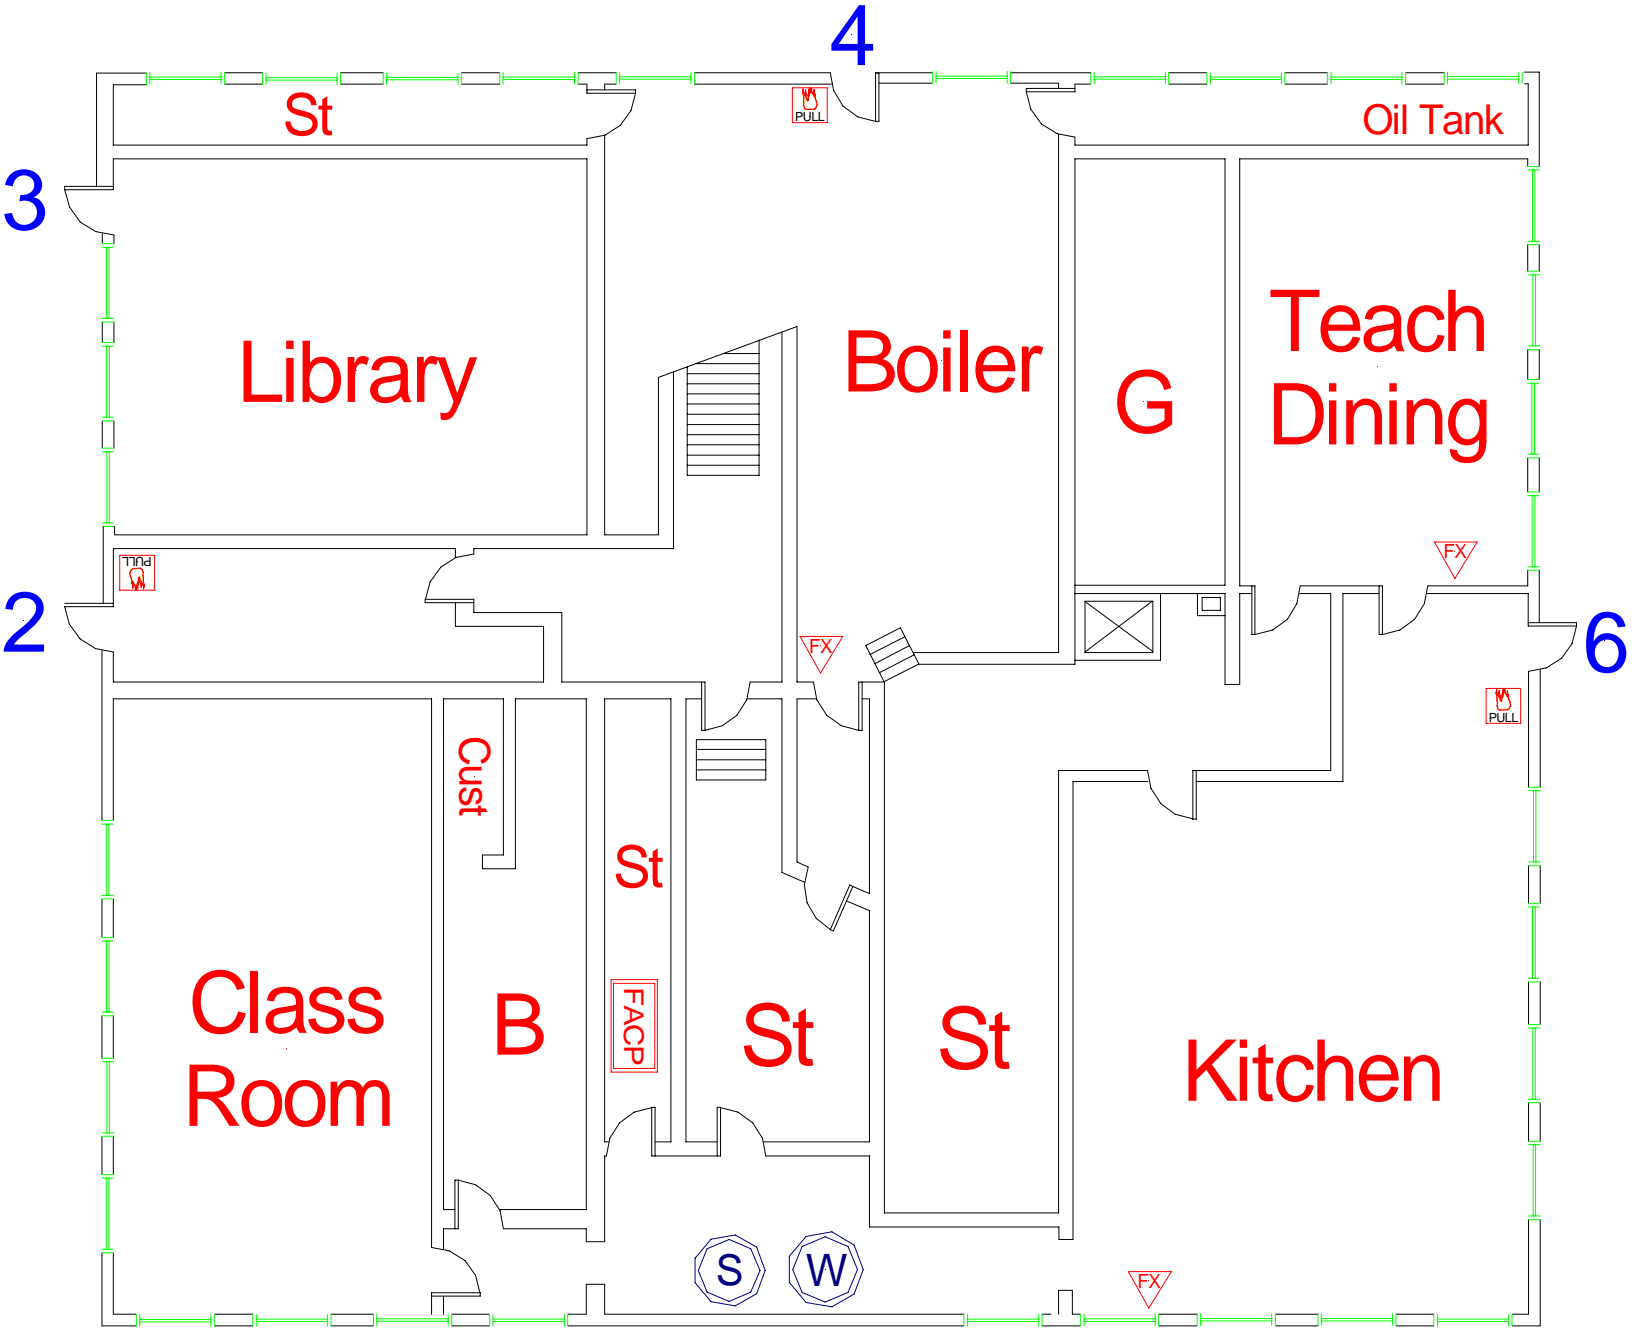 4
St
PULL
Oil Tank
3
Library
Boiler
G
Teach
Dining
PULL
FX
2
FX
6
PULL
Cust
St
Class
Room
B
FACP
St
St
Kitchen
S
W
FX